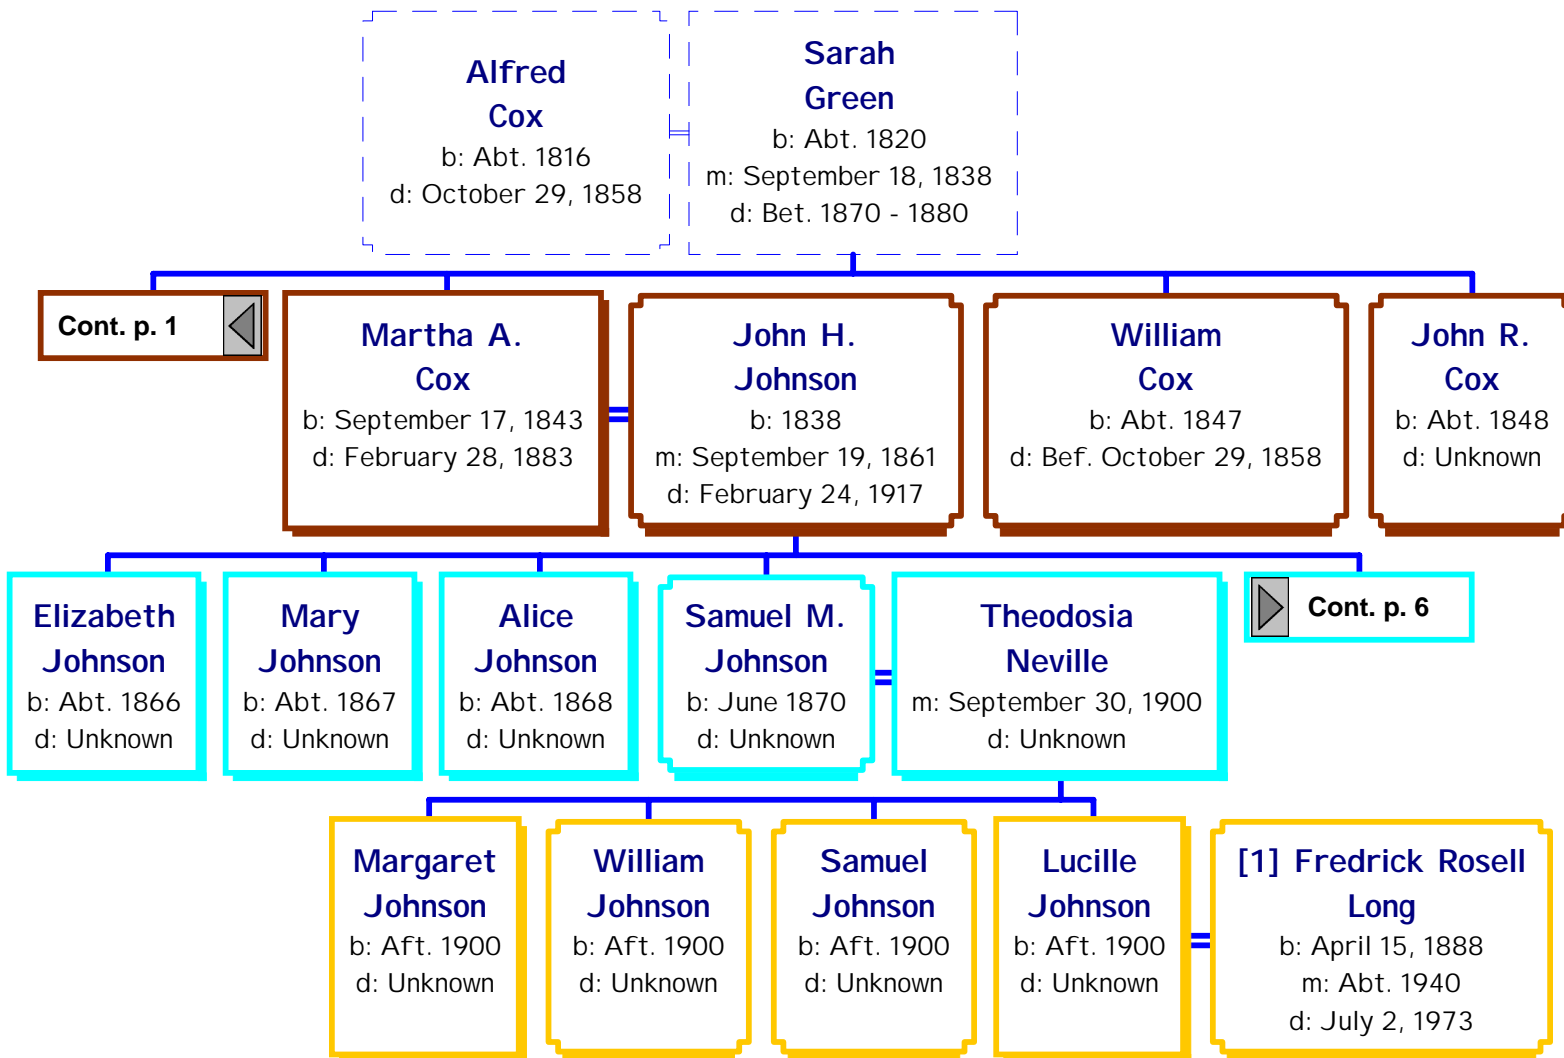 Alfred
Cox
b: Abt. 1816
d: October 29, 1858
Sarah
Green
b: Abt. 1820
m: September 18, 1838
d: Bet. 1870 - 1880
Cont. p. 1
Martha A.
Cox
b: September 17, 1843
d: February 28, 1883
John H.
Johnson
b: 1838
m: September 19, 1861
d: February 24, 1917
William
Cox
b: Abt. 1847
d: Bef. October 29, 1858
John R.
Cox
b: Abt. 1848
d: Unknown
Elizabeth
Johnson
b: Abt. 1866
d: Unknown
Mary
Johnson
b: Abt. 1867
d: Unknown
Alice
Johnson
b: Abt. 1868
d: Unknown
Samuel M.
Johnson
b: June 1870
d: Unknown
Theodosia
Neville
m: September 30, 1900
d: Unknown
Cont. p. 6
Margaret
Johnson
b: Aft. 1900
d: Unknown
William
Johnson
b: Aft. 1900
d: Unknown
Samuel
Johnson
b: Aft. 1900
d: Unknown
Lucille
Johnson
b: Aft. 1900
d: Unknown
[1] Fredrick Rosell
Long
b: April 15, 1888
m: Abt. 1940
d: July 2, 1973